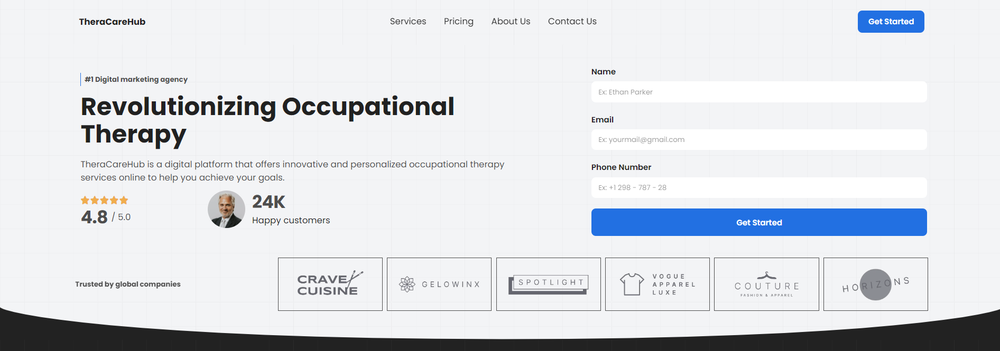 TheraCareHub
Services
Pricing
About Us
Contact Us
Get Started
#1 Digital marketing agency
Revolutionizing Occupational
Therapy
TheraCareHub is a digital platform that offers innovative and personalized occupational therapy
services online to help you achieve your goals.
4.8 / 5.0
24K
Happy customers
Name
Ex: Ethan Parker
Email
Ex: yourmail@gmail.com
Phone Number
Ex: +1 298 - 787 - 28
Get Started
Trusted by global companies
CRAVE
CUISINE
GELOWINX
SPOTLIGHT
VOGUE
APPAREL
LUXE
COUTURE
FASHION & APPAREL
HORIZONS